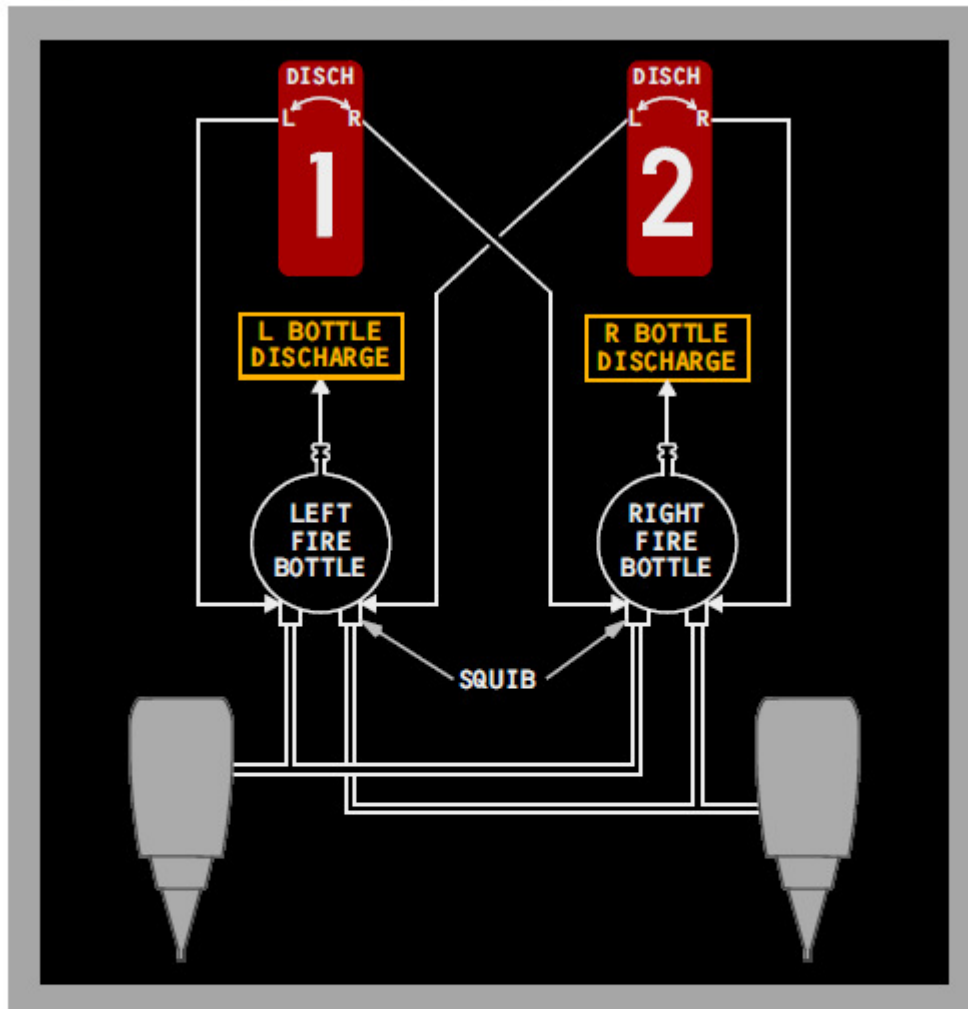 DISCH
L R
1
DISCH
L R
2
L BOTTLE
DISCHARGE
R BOTTLE
DISCHARGE
LEFT
FIRE
BOTTLE
RIGHT
FIRE
BOTTLE
SQUIB